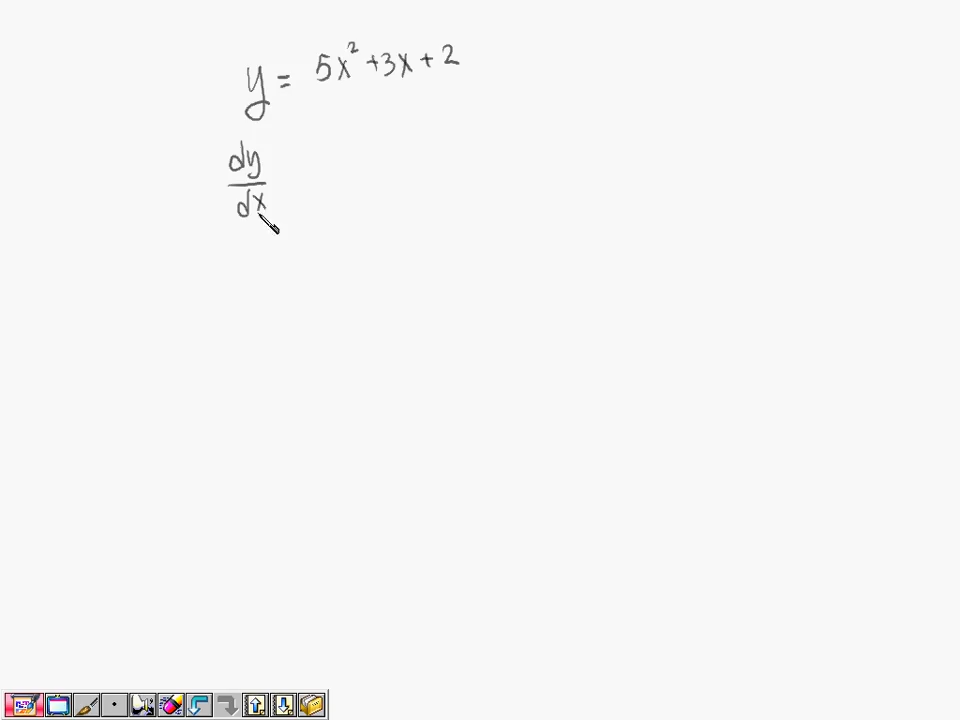 y = 5x² + 3x + 2
dy
dx